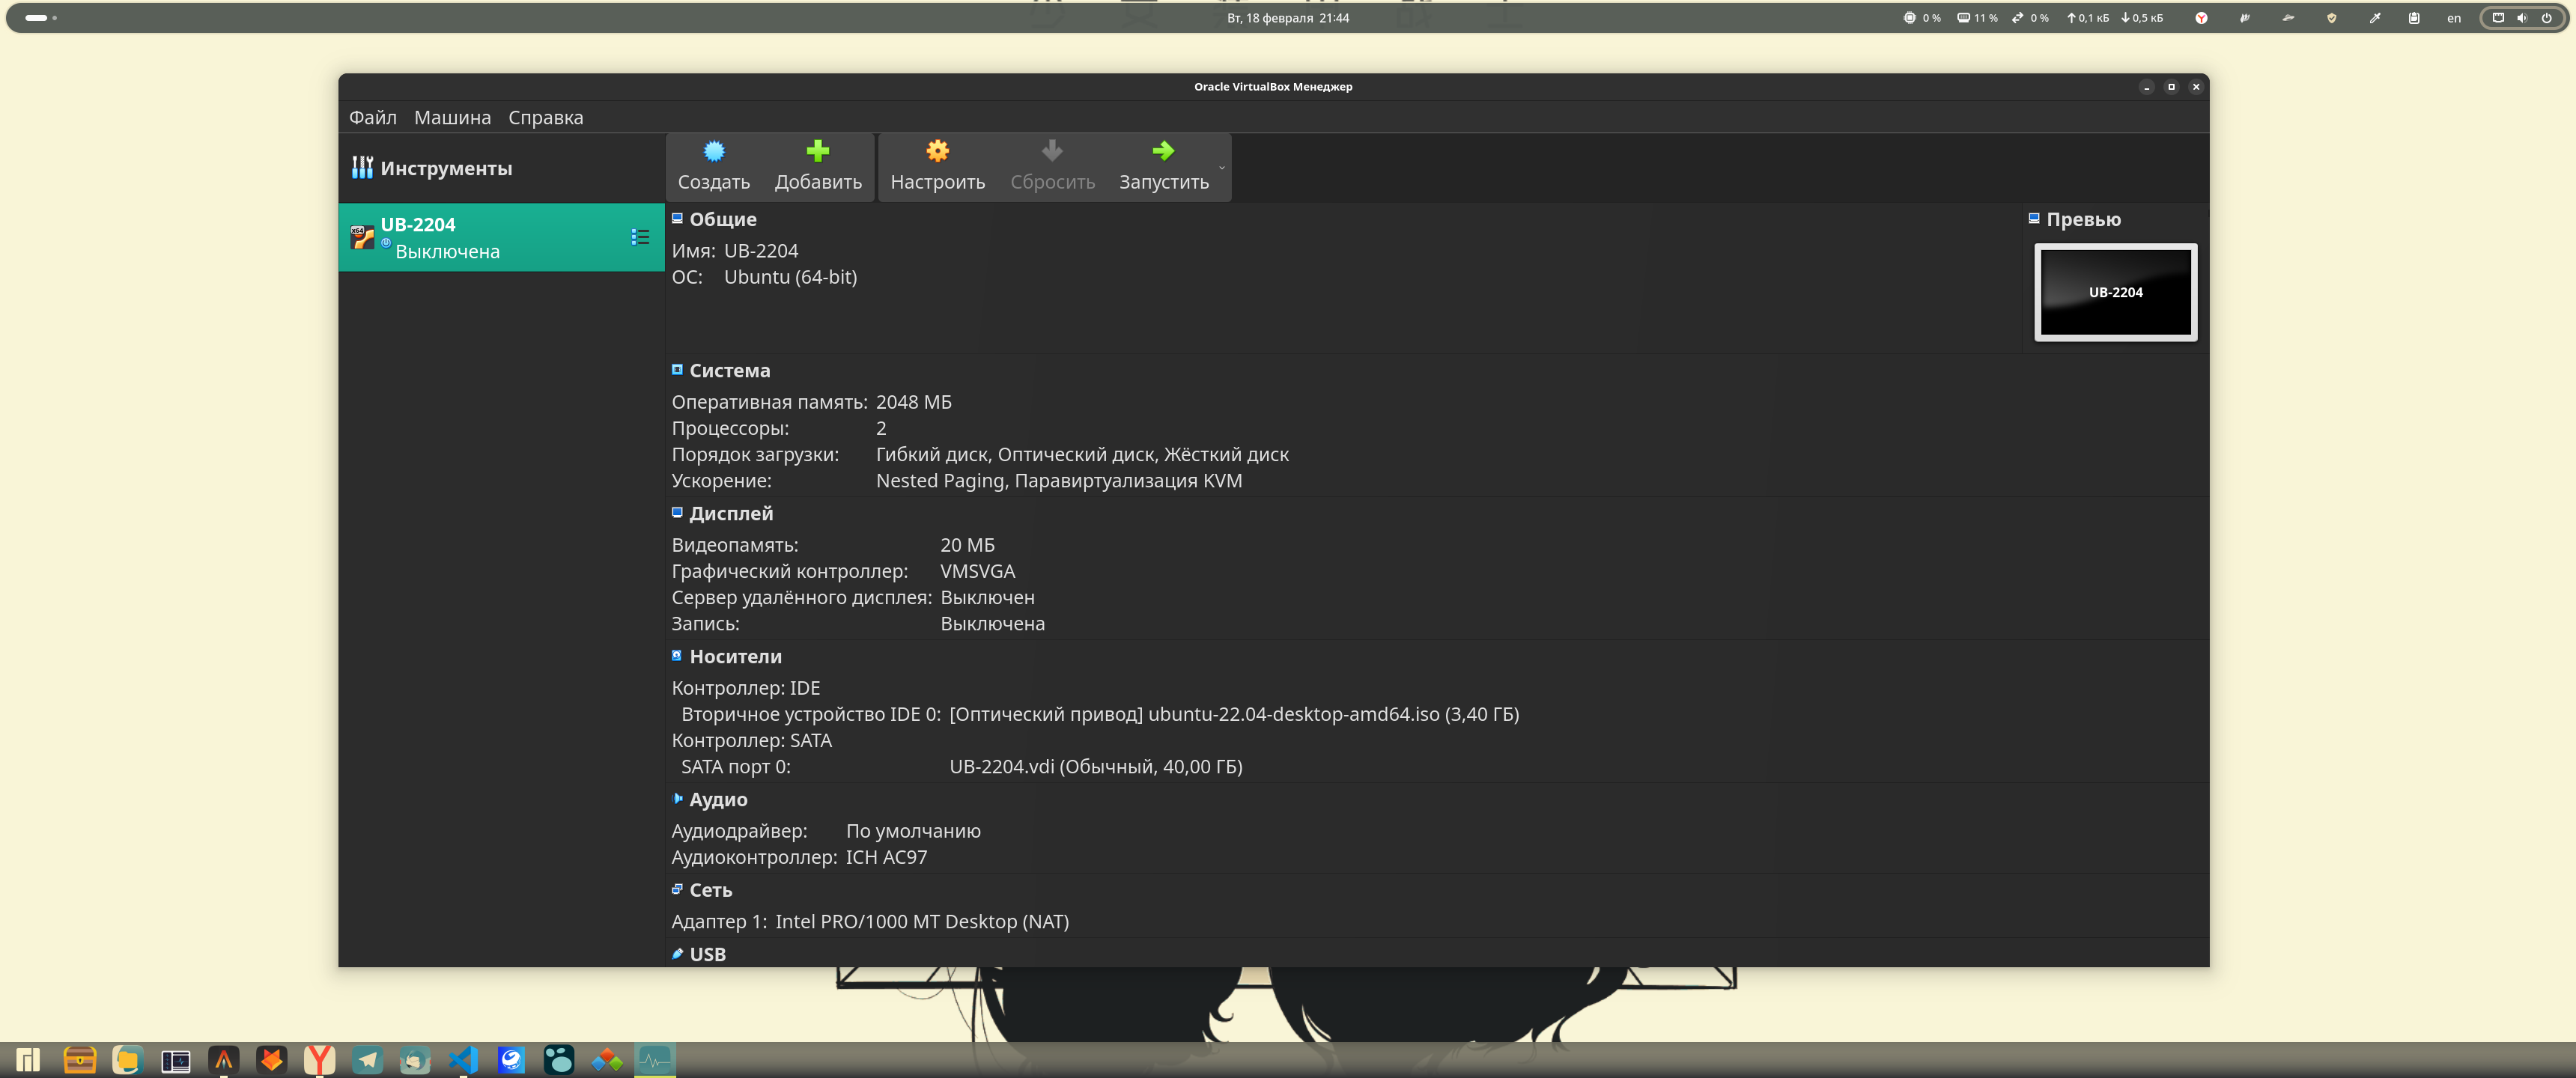 Вт, 18 февраля 21:44
0 % 11 % 0 % 0,1 кБ 0,5 кБ en
Oracle VirtualBox Менеджер
Файл Машина Справка
Инструменты
Создать Добавить Настроить Сбросить Запустить
x64
UB-2204
Выключена
Общие
Имя: UB-2204
ОС: Ubuntu (64-bit)
Превью
UB-2204
Система
Оперативная память: 2048 МБ
Процессоры: 2
Порядок загрузки: Гибкий диск, Оптический диск, Жёсткий диск
Ускорение: Nested Paging, Паравиртуализация KVM
Дисплей
Видеопамять: 20 МБ
Графический контроллер: VMSVGA
Сервер удалённого дисплея: Выключен
Запись: Выключена
Носители
Контроллер: IDE
Вторичное устройство IDE 0: [Оптический привод] ubuntu-22.04-desktop-amd64.iso (3,40 ГБ)
Контроллер: SATA
SATA порт 0: UB-2204.vdi (Обычный, 40,00 ГБ)
Аудио
Аудиодрайвер: По умолчанию
Аудиоконтроллер: ICH AC97
Сеть
Адаптер 1: Intel PRO/1000 MT Desktop (NAT)
USB